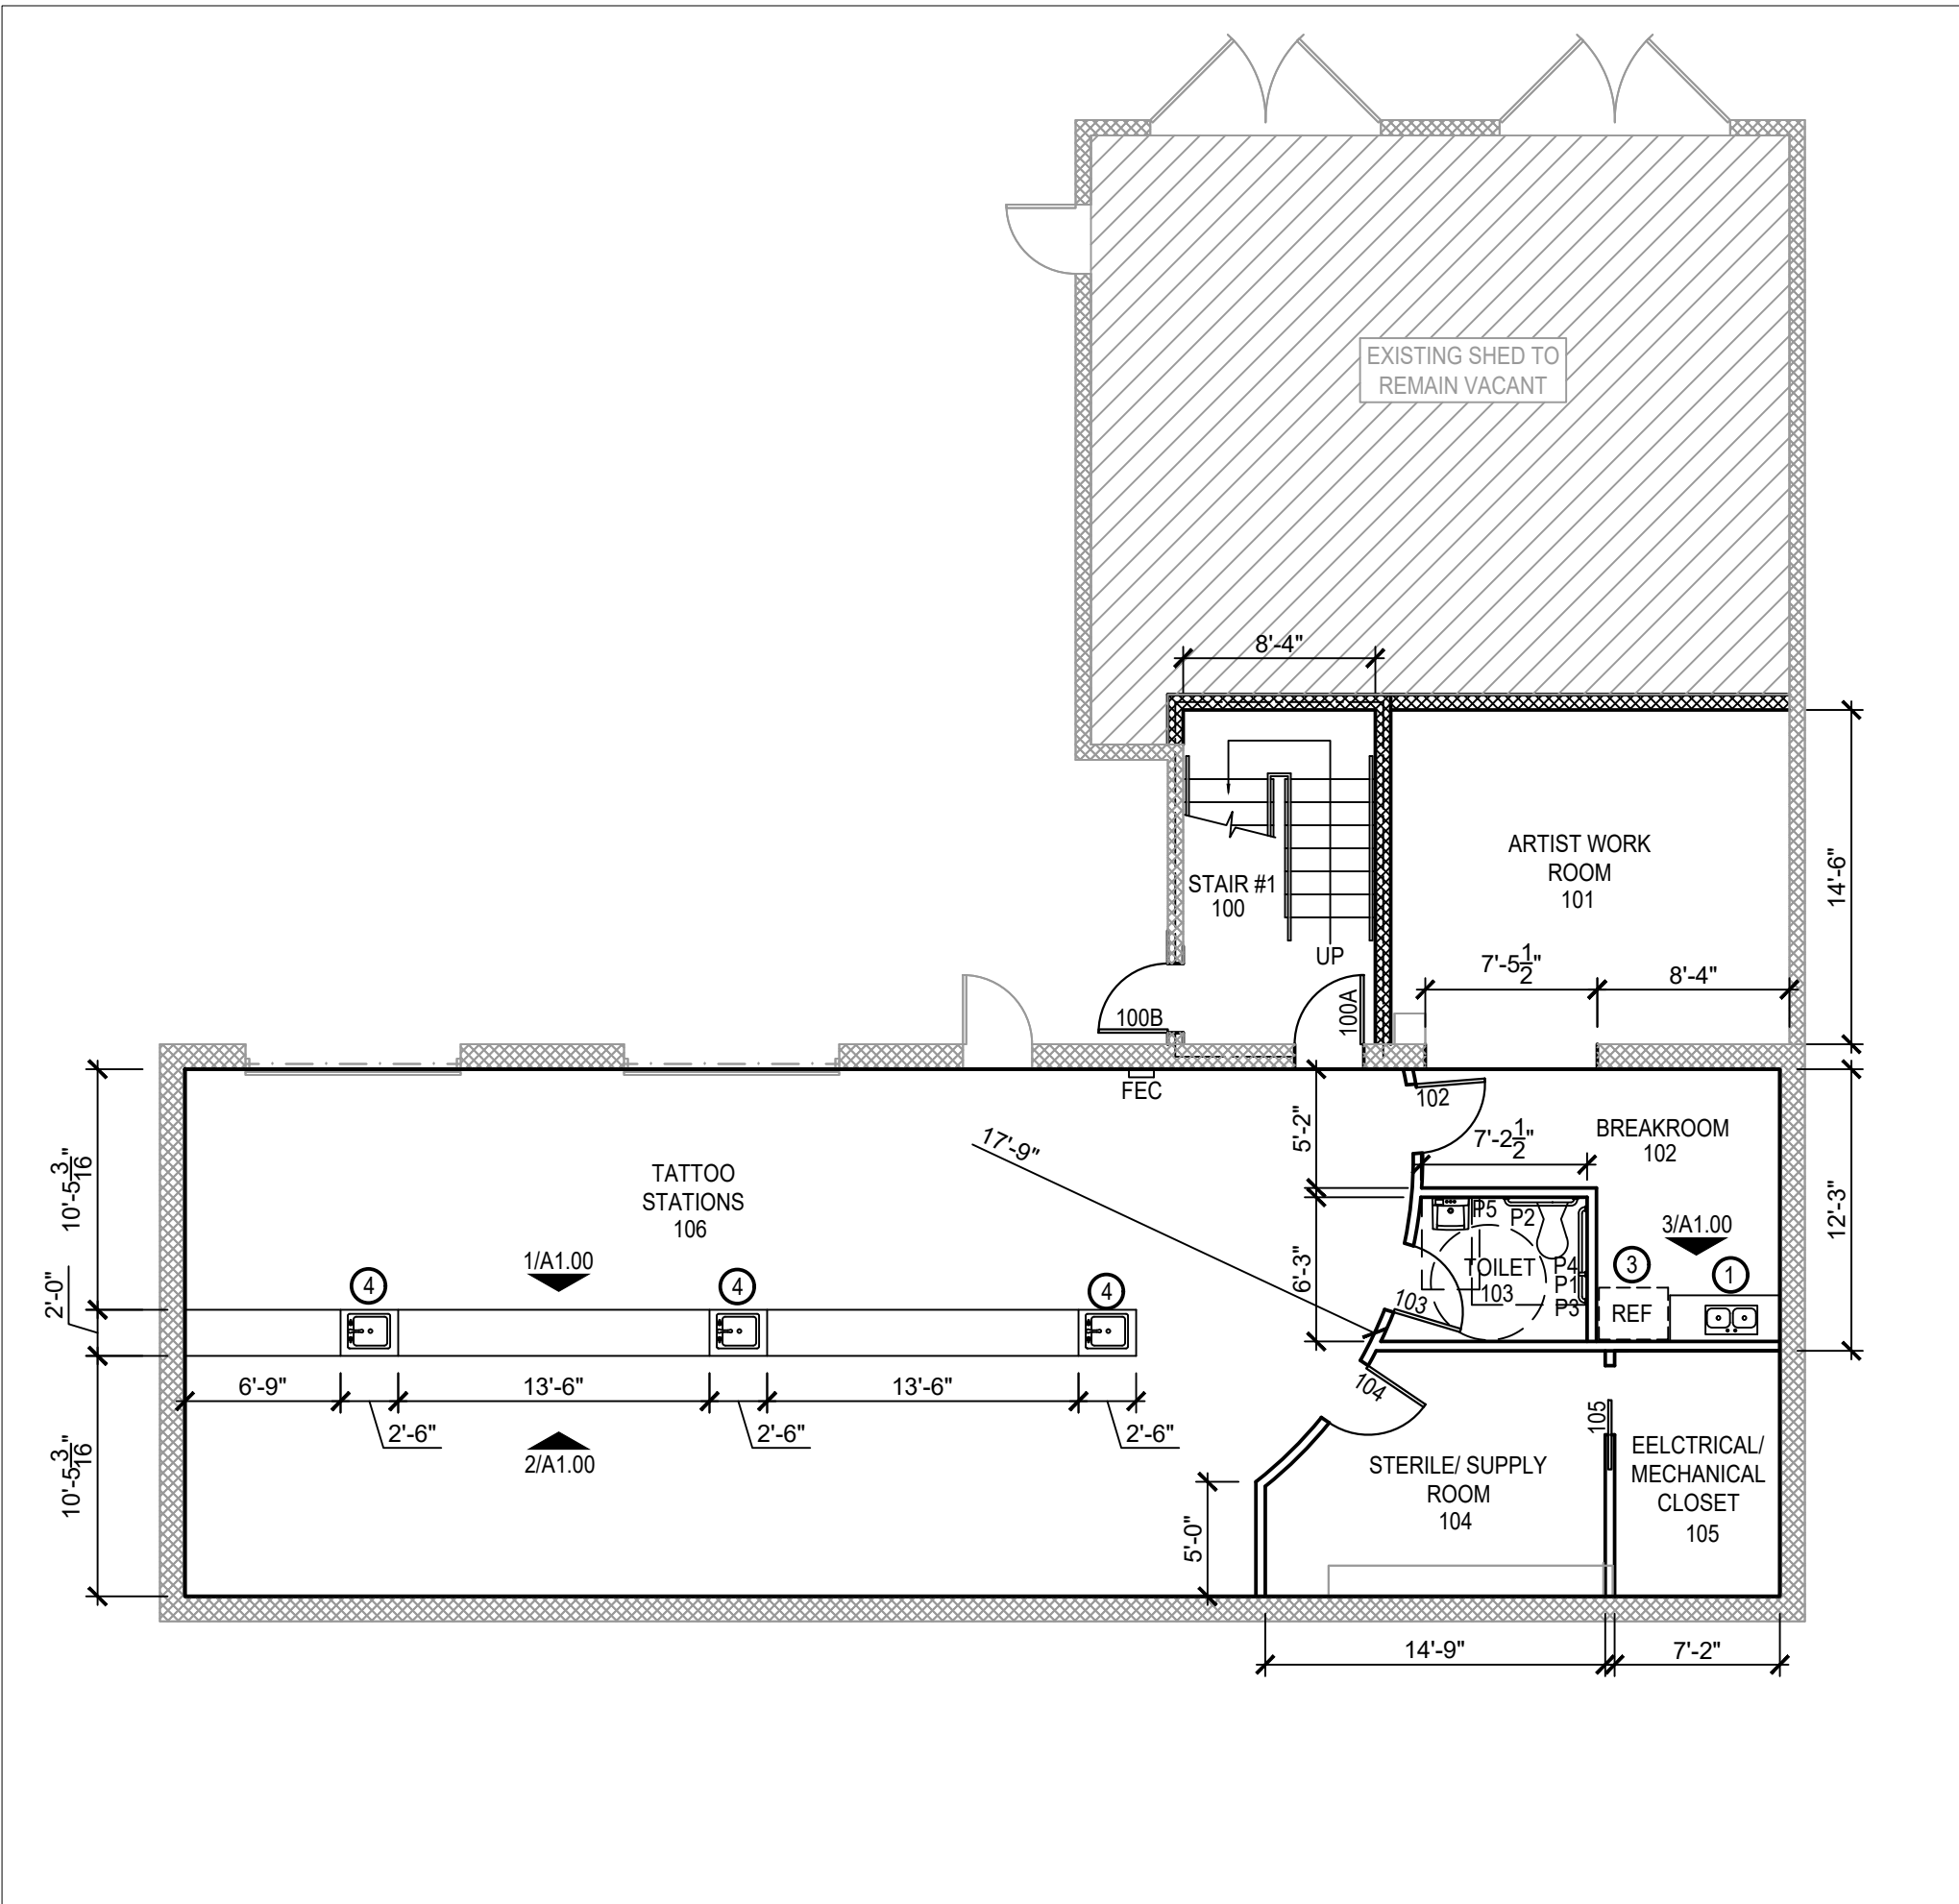 EXISTING SHED TO
REMAIN VACANT
8'-4"
ARTIST WORK
ROOM
101
14'-6"
STAIR #1
100
UP
7'-5 1/2"
8'-4"
100B
100A
FEC
102
5'-2"
7'-2 1/2"
BREAKROOM
102
17'-9"
TATTOO
STATIONS
106
10'-5 3/16"
12'-3"
P5
P2
3/A1.00
6'-3"
TOILET
103
P4
P1
P3
3
1
REF
103
1/A1.00
2'-0"
4
4
4
6'-9"
13'-6"
13'-6"
2'-6"
2'-6"
2'-6"
104
105
2/A1.00
10'-5 3/16"
STERILE/ SUPPLY
ROOM
104
EELCTRICAL/
MECHANICAL
CLOSET
105
5'-0"
14'-9"
7'-2"